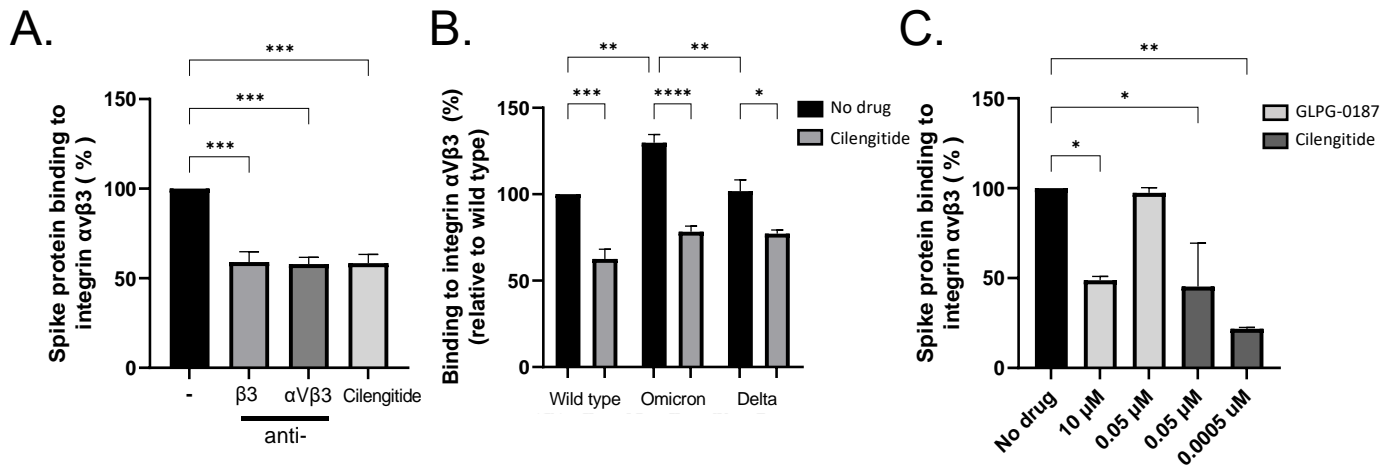 A.
***
***
***
150
100
50
0
Spike protein binding to
integrin αvβ3 ( % )
-
β3
αVβ3
Cilengitide
anti-
B.
**
**
***
****
*
No drug
Cilengitide
150
100
50
0
Binding to integrin αVβ3 (%)
(relative to wild type)
Wild type
Omicron
Delta
C.
**
*
*
GLPG-0187
Cilengitide
150
100
50
0
Spike protein binding to
integrin αvβ3 ( % )
No drug
10 µM
0.05 µM
0.05 µM
0.0005 uM